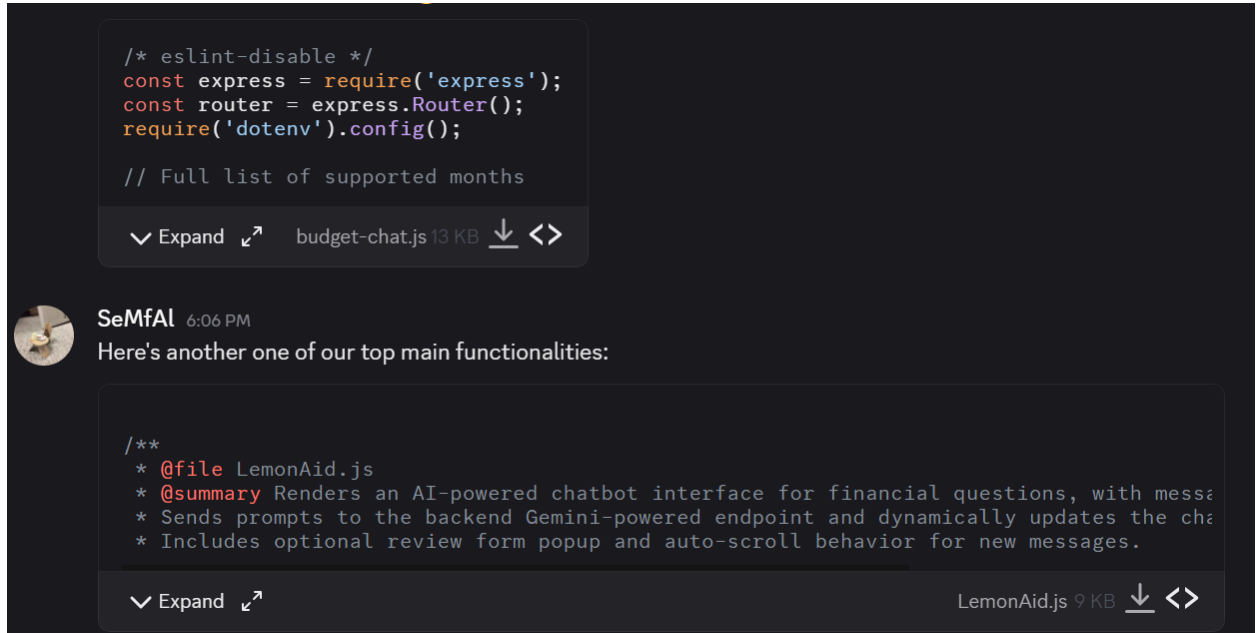 /* eslint-disable */
const express = require('express');
const router = express.Router();
require('dotenv').config();
// Full list of supported months
Expand budget-chat.js 13 KB
SeMfAl 6:06 PM
Here's another one of our top main functionalities:
/**
* @file LemonAid.js
* @summary Renders an AI-powered chatbot interface for financial questions, with
* Sends prompts to the backend Gemini-powered endpoint and dynamically updates the
* Includes optional review form popup and auto-scroll behavior for new messages.
Expand LemonAid.js 9 KB